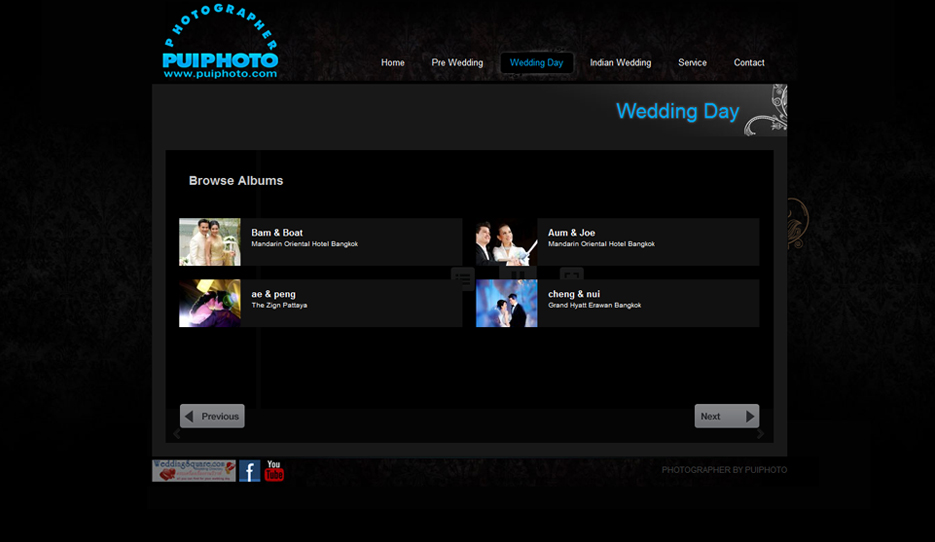 PHOTOGRAPHER
PUIPHOTO
www.puiphoto.com
Home Pre Wedding Wedding Day Indian Wedding Service Contact
Wedding Day
Browse Albums
Bam & Boat
Mandarin Oriental Hotel Bangkok
Aum & Joe
Mandarin Oriental Hotel Bangkok
ae & peng
The Zign Pattaya
cheng & nui
Grand Hyatt Erawan Bangkok
Previous
Next
WeddingSquare.com
You
Tube
PHOTOGRAPHER BY PUIPHOTO